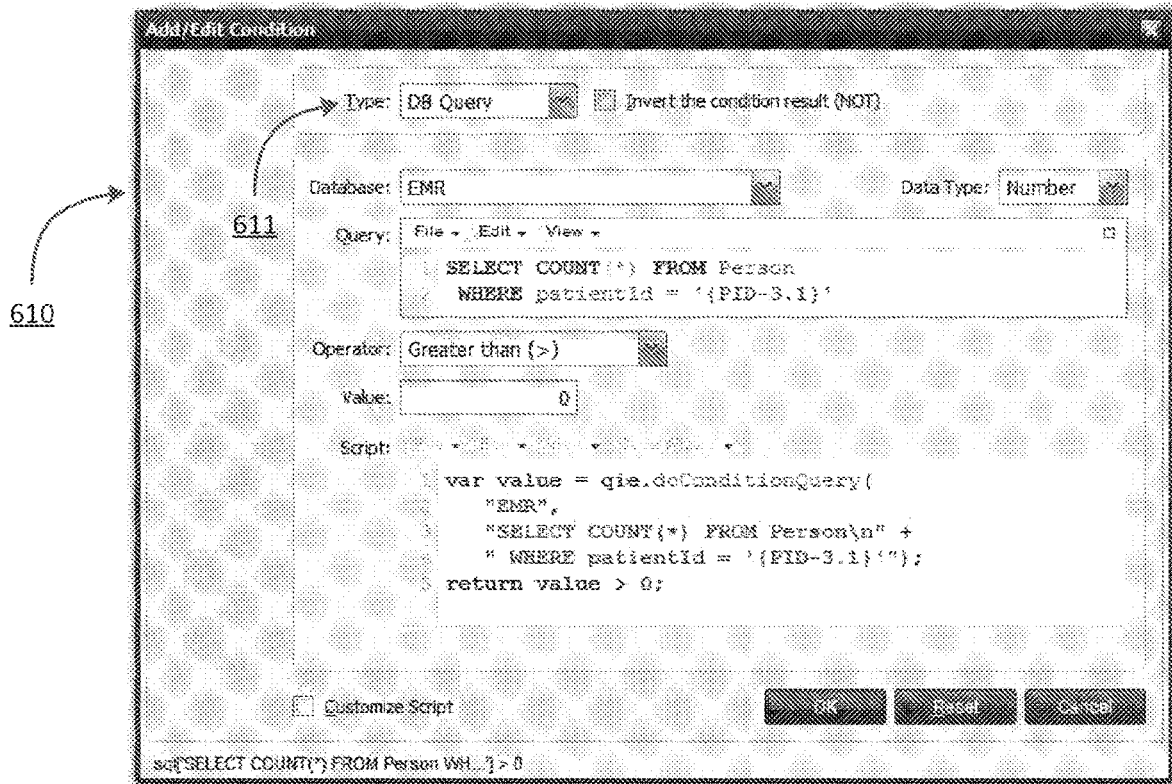 Add/Edit Condition
Type: DB Query Invert the condition result (NOT)
610
611
Database: EMR Data Type: Number
Query: File Edit View
1 SELECT COUNT(*) FROM Person
2 WHERE patientId = '{PID-3.1}'
Operator: Greater than (>)
Value: 0
Script:
var value = qie.doConditionQuery(
"EMR",
3 "SELECT COUNT(*) FROM Person\n" +
" WHERE patientId = '{PID-3.1}'");
return value > 0;
Customize Script OK Reset Cancel
sql['SELECT COUNT(*) FROM Person WH...'] > 0